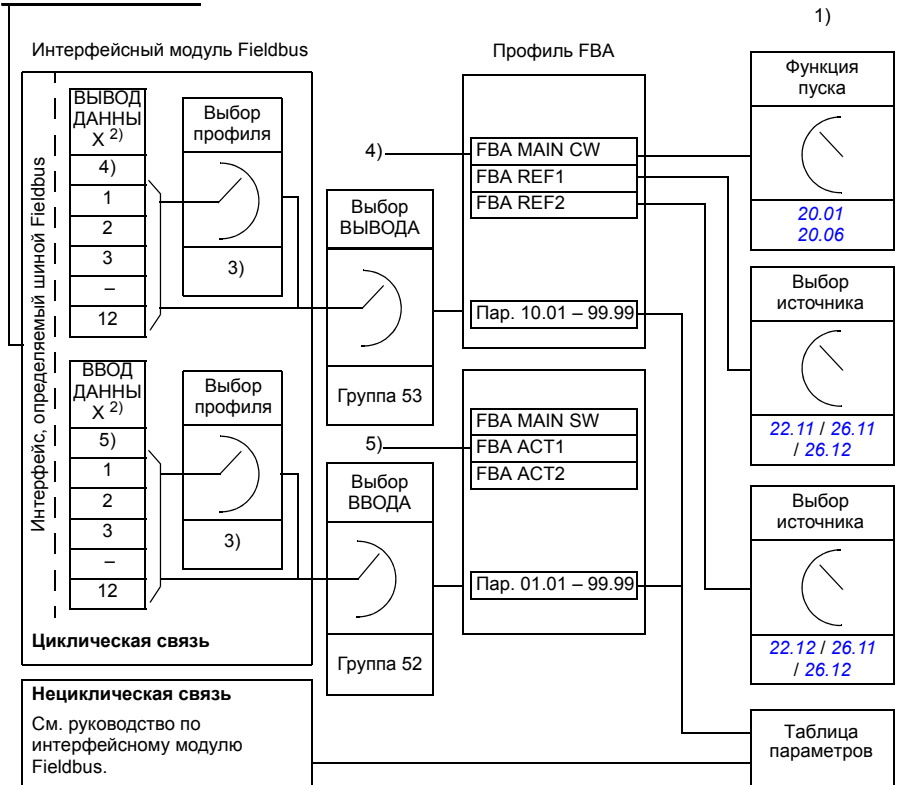 1)
Интерфейсный модуль Fieldbus
Интерфейс, определяемый шиной Fieldbus
ВЫВОД
ДАННЫ
Х 2)
4)
1
2
3
–
12
Выбор
профиля
3)
ВВОД
ДАННЫ
Х 2)
5)
1
2
3
–
12
Выбор
профиля
3)
Циклическая связь
Нециклическая связь
См. руководство по
интерфейсному модулю
Fieldbus.
4)
Выбор
ВЫВОДА
Группа 53
5)
Выбор
ВВОДА
Группа 52
Профиль FBA
FBA MAIN CW
FBA REF1
FBA REF2
Пар. 10.01 – 99.99
FBA MAIN SW
FBA ACT1
FBA ACT2
Пар. 01.01 – 99.99
Функция
пуска
20.01
20.06
Выбор
источника
22.11 / 26.11
/ 26.12
Выбор
источника
22.12 / 26.11
/ 26.12
Таблица
параметров